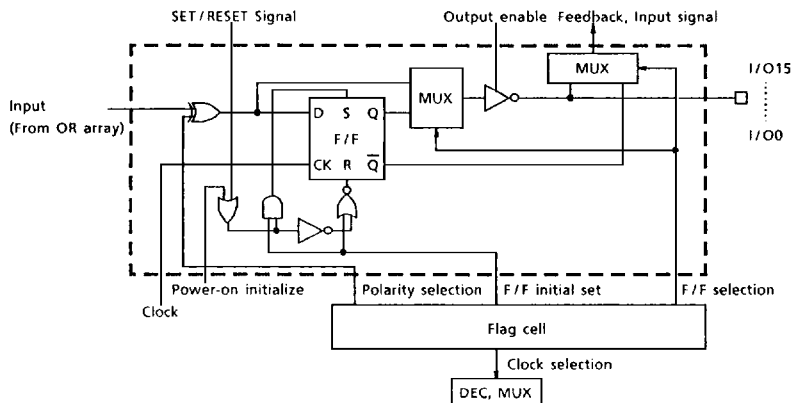 SET/RESET Signal
Output enable
Feedback, Input signal
MUX
I/O15
I/O0
Input
(From OR array)
D S Q
F/F
CK R Q̅
MUX
Power-on initialize
Polarity selection
F/F initial set
F/F selection
Clock
Flag cell
Clock selection
DEC, MUX